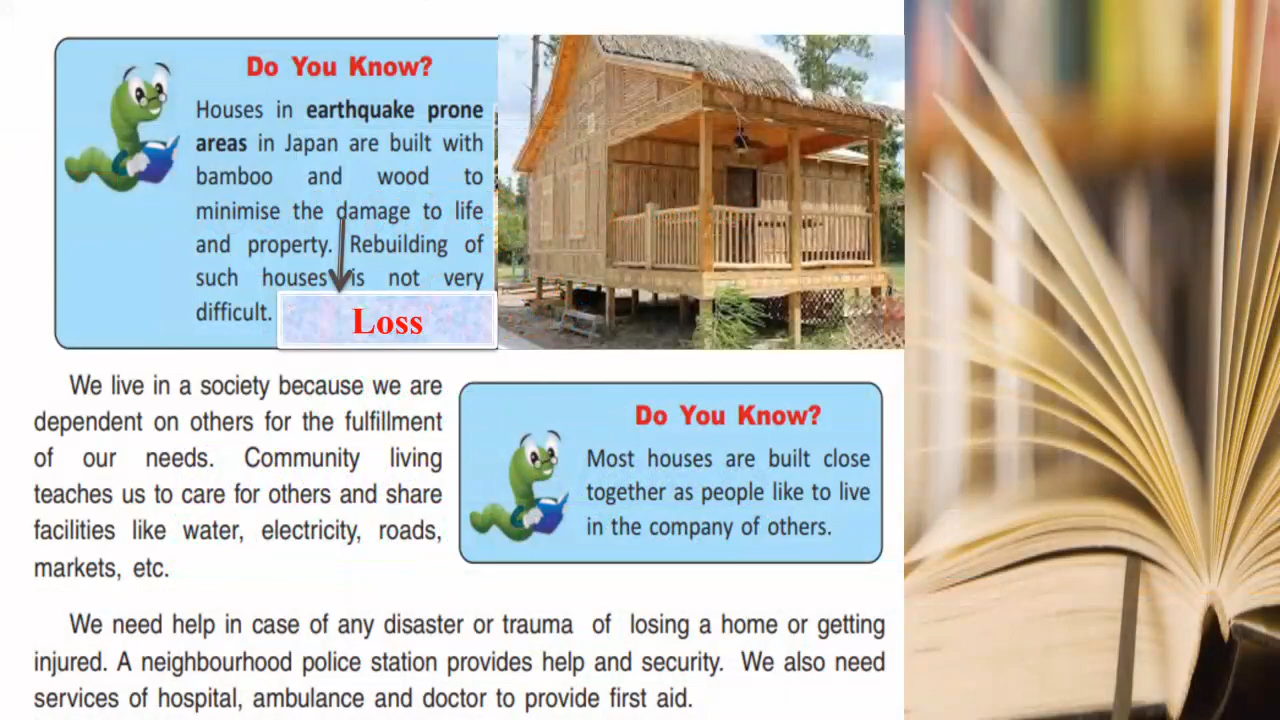 Do You Know?
Houses in earthquake prone
areas in Japan are built with
bamboo and wood to
minimise the damage to life
and property. Rebuilding of
such houses is not very
difficult.
Loss
We live in a society because we are
dependent on others for the fulfillment
of our needs. Community living
teaches us to care for others and share
facilities like water, electricity, roads,
markets, etc.
Do You Know?
Most houses are built close
together as people like to live
in the company of others.
We need help in case of any disaster or trauma of losing a home or getting
injured. A neighbourhood police station provides help and security. We also need
services of hospital, ambulance and doctor to provide first aid.